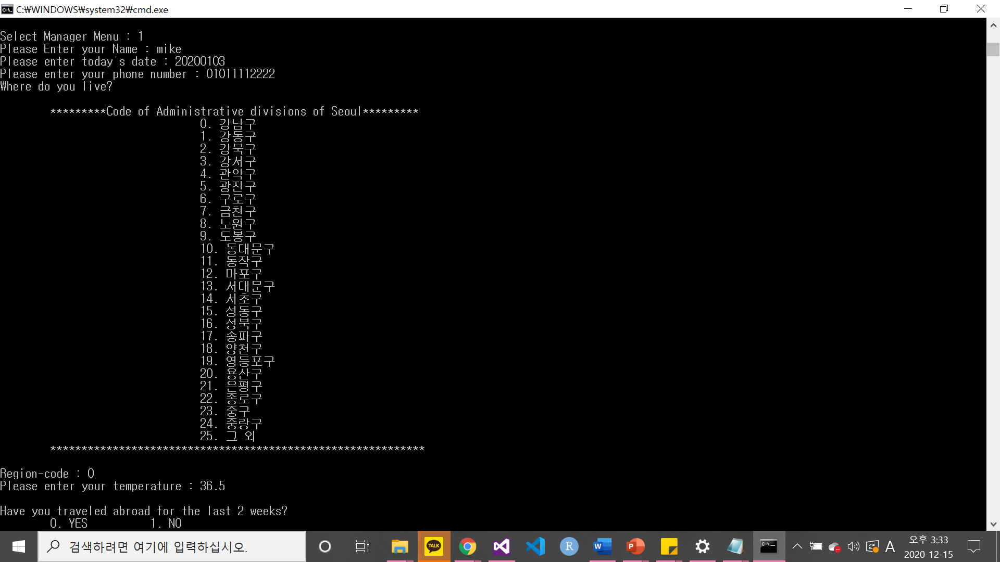 C:₩WINDOWS₩system32₩cmd.exe
Select Manager Menu : 1
Please Enter your Name : mike
Please enter today's date : 20200103
Please enter your phone number : 01011112222
Where do you live?
*********Code of Administrative divisions of Seoul*********
0. 강남구
1. 강동구
2. 강북구
3. 강서구
4. 관악구
5. 광진구
6. 구로구
7. 금천구
8. 노원구
9. 도봉구
10. 동대문구
11. 동작구
12. 마포구
13. 서대문구
14. 서초구
15. 성동구
16. 성북구
17. 송파구
18. 양천구
19. 영등포구
20. 용산구
21. 은평구
22. 종로구
23. 중구
24. 중랑구
25. 그 외
************************************************************
Region-code : 0
Please enter your temperature : 36.5
Have you traveled abroad for the last 2 weeks?
0. YES 1. NO
검색하려면 여기에 입력하십시오.
TALK
R
W
P
C:\_
A
오후 3:33
2020-12-15